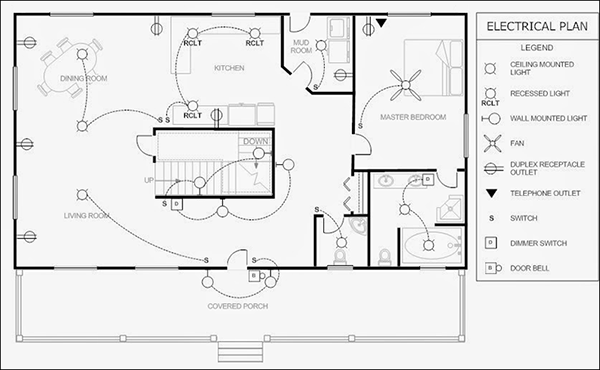 ELECTRICAL PLAN
LEGEND
CEILING MOUNTED
LIGHT
RECESSED LIGHT
RCLT
WALL MOUNTED LIGHT
FAN
DUPLEX RECEPTACLE
OUTLET
TELEPHONE OUTLET
S
SWITCH
D
DIMMER SWITCH
B
DOOR BELL
RCLT
RCLT
MUD
ROOM
S
DINING ROOM
KITCHEN
S
S
RCLT
MASTER BEDROOM
S
DOWN
UP
S
D
S
S
D
LIVING ROOM
S
S
S
B
COVERED PORCH